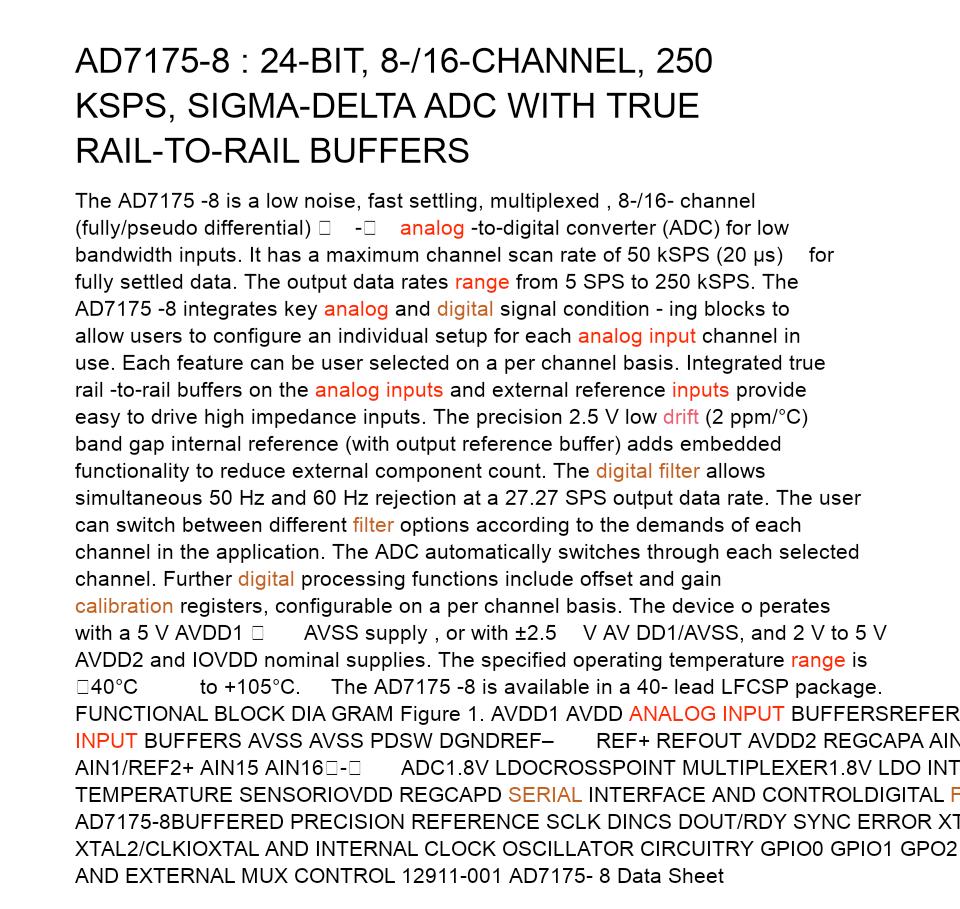 AD7175-8 : 24-BIT, 8-/16-CHANNEL, 250
KSPS, SIGMA-DELTA ADC WITH TRUE
RAIL-TO-RAIL BUFFERS
The AD7175 -8 is a low noise, fast settling, multiplexed , 8-/16- channel
(fully/pseudo differential) □ -□ analog -to-digital converter (ADC) for low
bandwidth inputs. It has a maximum channel scan rate of 50 kSPS (20 µs) for
fully settled data. The output data rates range from 5 SPS to 250 kSPS. The
AD7175 -8 integrates key analog and digital signal condition - ing blocks to
allow users to configure an individual setup for each analog input channel in
use. Each feature can be user selected on a per channel basis. Integrated true
rail -to-rail buffers on the analog inputs and external reference inputs provide
easy to drive high impedance inputs. The precision 2.5 V low drift (2 ppm/°C)
band gap internal reference (with output reference buffer) adds embedded
functionality to reduce external component count. The digital filter allows
simultaneous 50 Hz and 60 Hz rejection at a 27.27 SPS output data rate. The user
can switch between different filter options according to the demands of each
channel in the application. The ADC automatically switches through each selected
channel. Further digital processing functions include offset and gain
calibration registers, configurable on a per channel basis. The device o perates
with a 5 V AVDD1 □ AVSS supply , or with ±2.5 V AV DD1/AVSS, and 2 V to 5 V
AVDD2 and IOVDD nominal supplies. The specified operating temperature range is
□40°C to +105°C. The AD7175 -8 is available in a 40- lead LFCSP package.
FUNCTIONAL BLOCK DIA GRAM Figure 1. AVDD1 AVDD ANALOG INPUT BUFFERSREFER
INPUT BUFFERS AVSS AVSS PDSW DGNDREF– REF+ REFOUT AVDD2 REGCAPA AIN
AIN1/REF2+ AIN15 AIN16□-□ ADC1.8V LDOCROSSPOINT MULTIPLEXER1.8V LDO INT
TEMPERATURE SENSORIOVDD REGCAPD SERIAL INTERFACE AND CONTROLDIGITAL F
AD7175-8BUFFERED PRECISION REFERENCE SCLK DINCS DOUT/RDY SYNC ERROR XT
XTAL2/CLKIOXTAL AND INTERNAL CLOCK OSCILLATOR CIRCUITRY GPIO0 GPIO1 GPO2
AND EXTERNAL MUX CONTROL 12911-001 AD7175- 8 Data Sheet